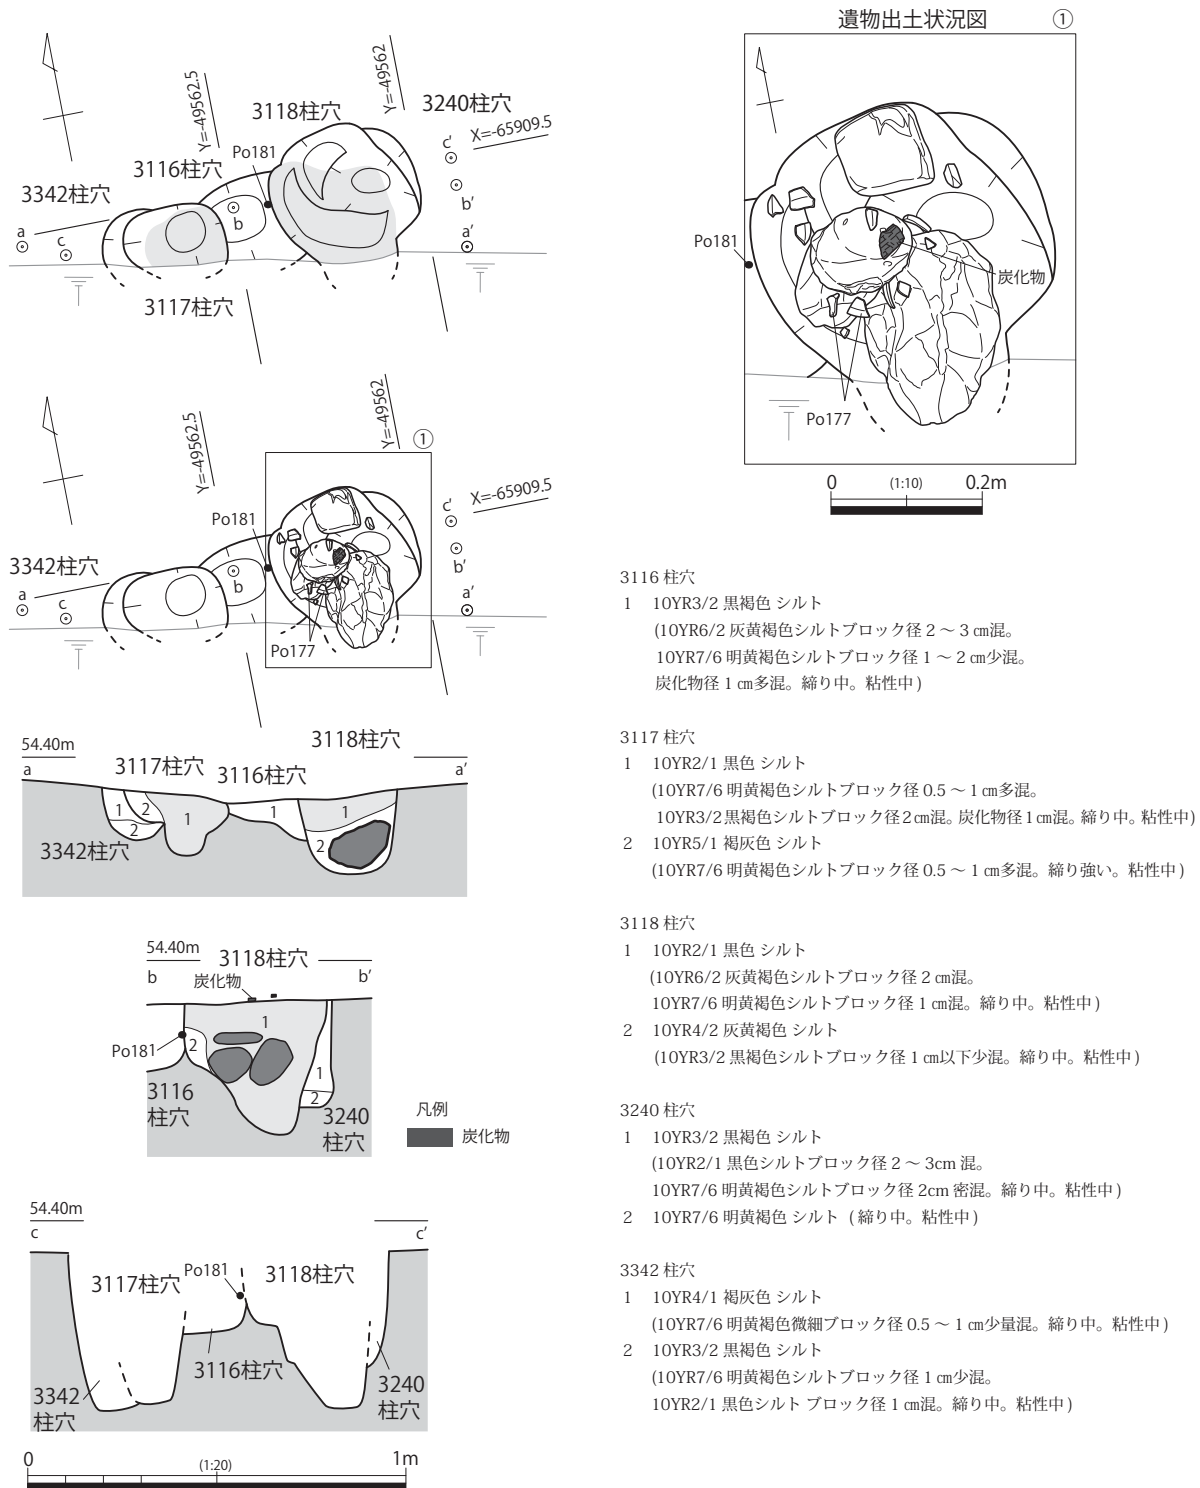 遺物出土状況図 ①
Y=-49562.5
Y=-49562
3118柱穴
3240柱穴
X=-65909.5
c′
3116柱穴
Po181
3342柱穴
b′
b
a
c
a′
3117柱穴
Po181
炭化物
Po177
0 (1:10) 0.2m
Y=-49562.5
Y=-49562
①
X=-65909.5
c′
Po181
3342柱穴
b′
b
a
c
a′
Po177
54.40m
3118柱穴
a
3117柱穴
3116柱穴
a′
1
2
1
1
1
2
2
3342柱穴
54.40m
3118柱穴
b
炭化物
b′
1
Po181
2
1
2
3116
柱穴
3240
柱穴
凡例
炭化物
54.40m
c
c′
3117柱穴
Po181
3118柱穴
3116柱穴
3342
柱穴
3240
柱穴
0 (1:20) 1m
3116 柱穴
1 10YR3/2 黒褐色 シルト
(10YR6/2 灰黄褐色シルトブロック径 2 ～ 3 ㎝混。
10YR7/6 明黄褐色シルトブロック径 1 ～ 2 ㎝少混。
炭化物径 1 ㎝多混。締り中。粘性中 )
3117 柱穴
1 10YR2/1 黒色 シルト
(10YR7/6 明黄褐色シルトブロック径 0.5 ～ 1 ㎝多混。
10YR3/2 黒褐色シルトブロック径2㎝混。炭化物径1㎝混。締り中。粘性中)
2 10YR5/1 褐灰色 シルト
(10YR7/6 明黄褐色シルトブロック径 0.5 ～ 1 ㎝多混。締り強い。粘性中 )
3118 柱穴
1 10YR2/1 黒色 シルト
(10YR6/2 灰黄褐色シルトブロック径 2 ㎝混。
10YR7/6 明黄褐色シルトブロック径 1 ㎝混。締り中。粘性中 )
2 10YR4/2 灰黄褐色 シルト
(10YR3/2 黒褐色シルトブロック径 1 ㎝以下少混。締り中。粘性中 )
3240 柱穴
1 10YR3/2 黒褐色 シルト
(10YR2/1 黒色シルトブロック径 2 ～ 3cm 混。
10YR7/6 明黄褐色シルトブロック径 2cm 密混。締り中。粘性中 )
2 10YR7/6 明黄褐色 シルト ( 締り中。粘性中 )
3342 柱穴
1 10YR4/1 褐灰色 シルト
(10YR7/6 明黄褐色微細ブロック径 0.5 ～ 1 ㎝少量混。締り中。粘性中 )
2 10YR3/2 黒褐色 シルト
(10YR7/6 明黄褐色シルトブロック径 1 ㎝少混。
10YR2/1 黒色シルト ブロック径 1 ㎝混。締り中。粘性中 )